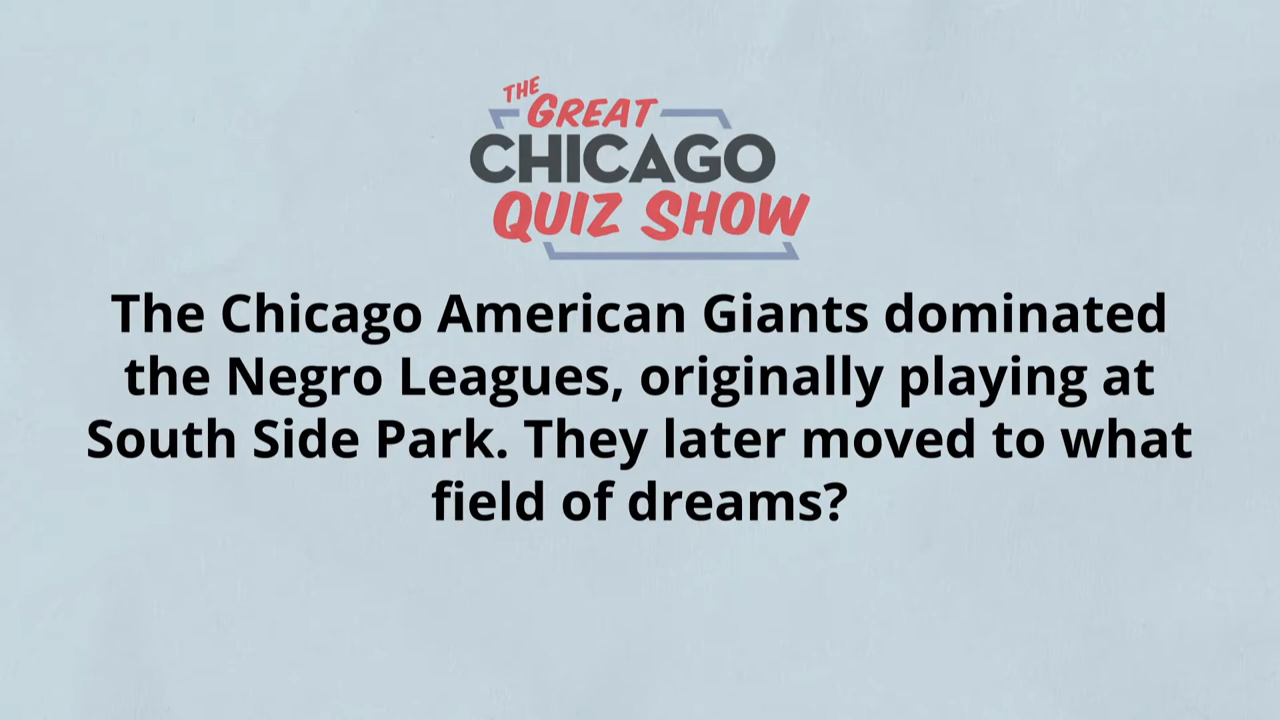 THE
GREAT
CHICAGO
QUIZ SHOW
The Chicago American Giants dominated
the Negro Leagues, originally playing at
South Side Park. They later moved to what
field of dreams?